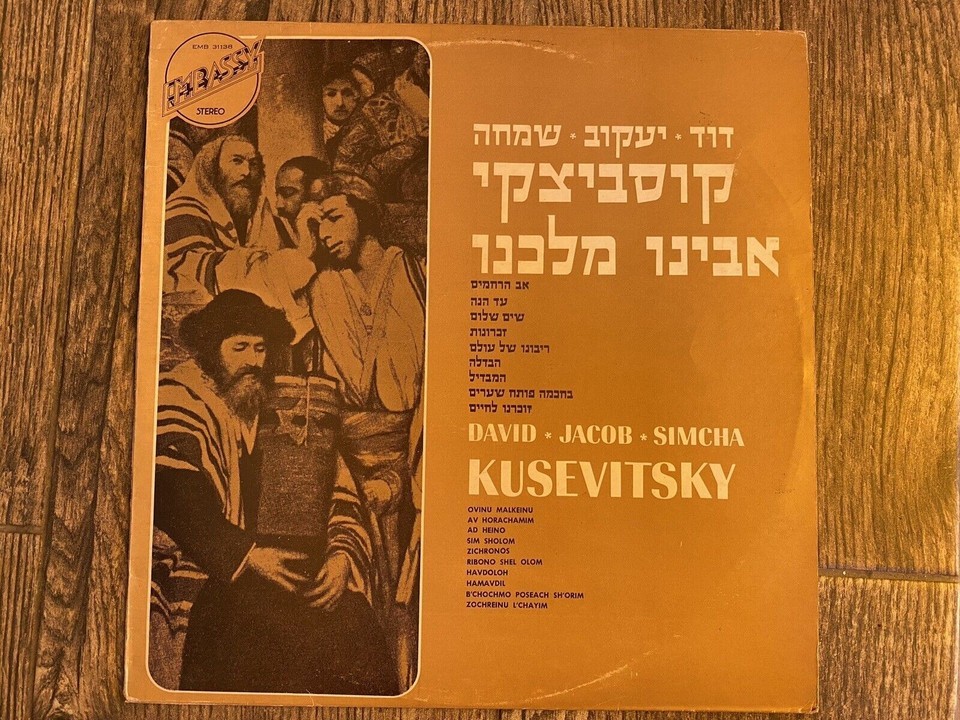 EMB 31136
EMBASSY
STEREO
דוד * יעקוב * שמחה
קוסביצקי
אבינו מלכנו
אב הרחמים
עד הנה
שים שלום
זכרונות
ריבונו של עולם
הבדלה
המבדיל
בחכמה פותח שערים
זוכרנו לחיים
DAVID * JACOB * SIMCHA
KUSEVITSKY
OVINU MALKEINU
AV HORACHAMIM
AD HEINO
SIM SHOLOM
ZICHRONOS
RIBONO SHEL OLOM
HAVDOLOH
HAMAVDIL
B'CHOCHMO POSEACH SH'ORIM
ZOCHREINU L'CHAYIM